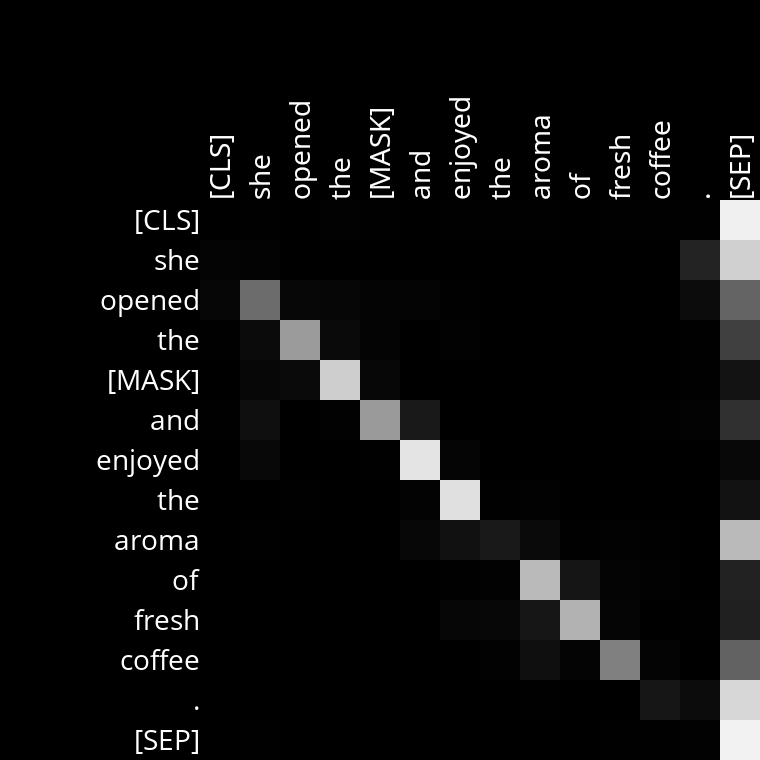 [CLS] she opened the [MASK] and enjoyed the aroma of fresh coffee . [SEP]
[CLS]
she
opened
the
[MASK]
and
enjoyed
the
aroma
of
fresh
coffee
.
[SEP]